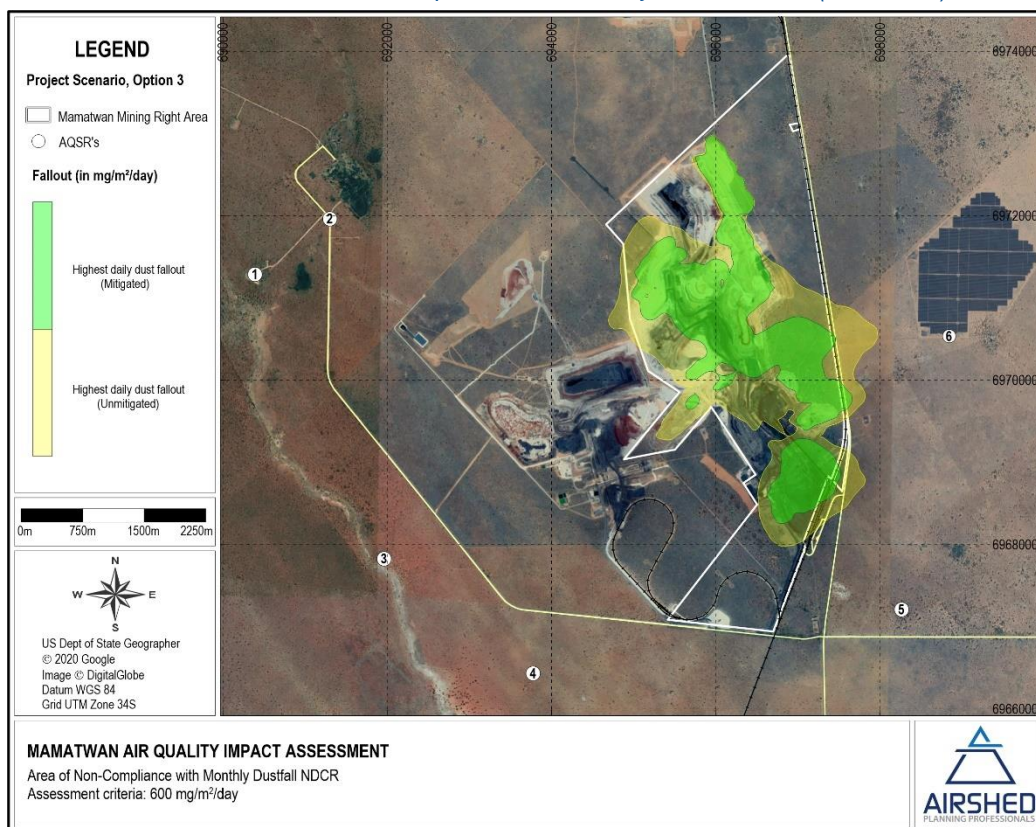 LEGEND
Project Scenario, Option 3
Mamatwan Mining Right Area
AQSR's
Fallout (in mg/m²/day)
Highest daily dust fallout
(Mitigated)
Highest daily dust fallout
(Unmitigated)
0m 750m 1500m 2250m
N
W E
S
US Dept of State Geographer
© 2020 Google
Image © DigitalGlobe
Datum WGS 84
Grid UTM Zone 34S
690000 692000 694000 696000 698000
6974000
6972000
2
1
6
6970000
6968000
3
5
4
6966000
MAMATWAN AIR QUALITY IMPACT ASSESSMENT
Area of Non-Compliance with Monthly Dustfall NDCR
Assessment criteria: 600 mg/m²/day
AIRSHED
PLANNING PROFESSIONALS